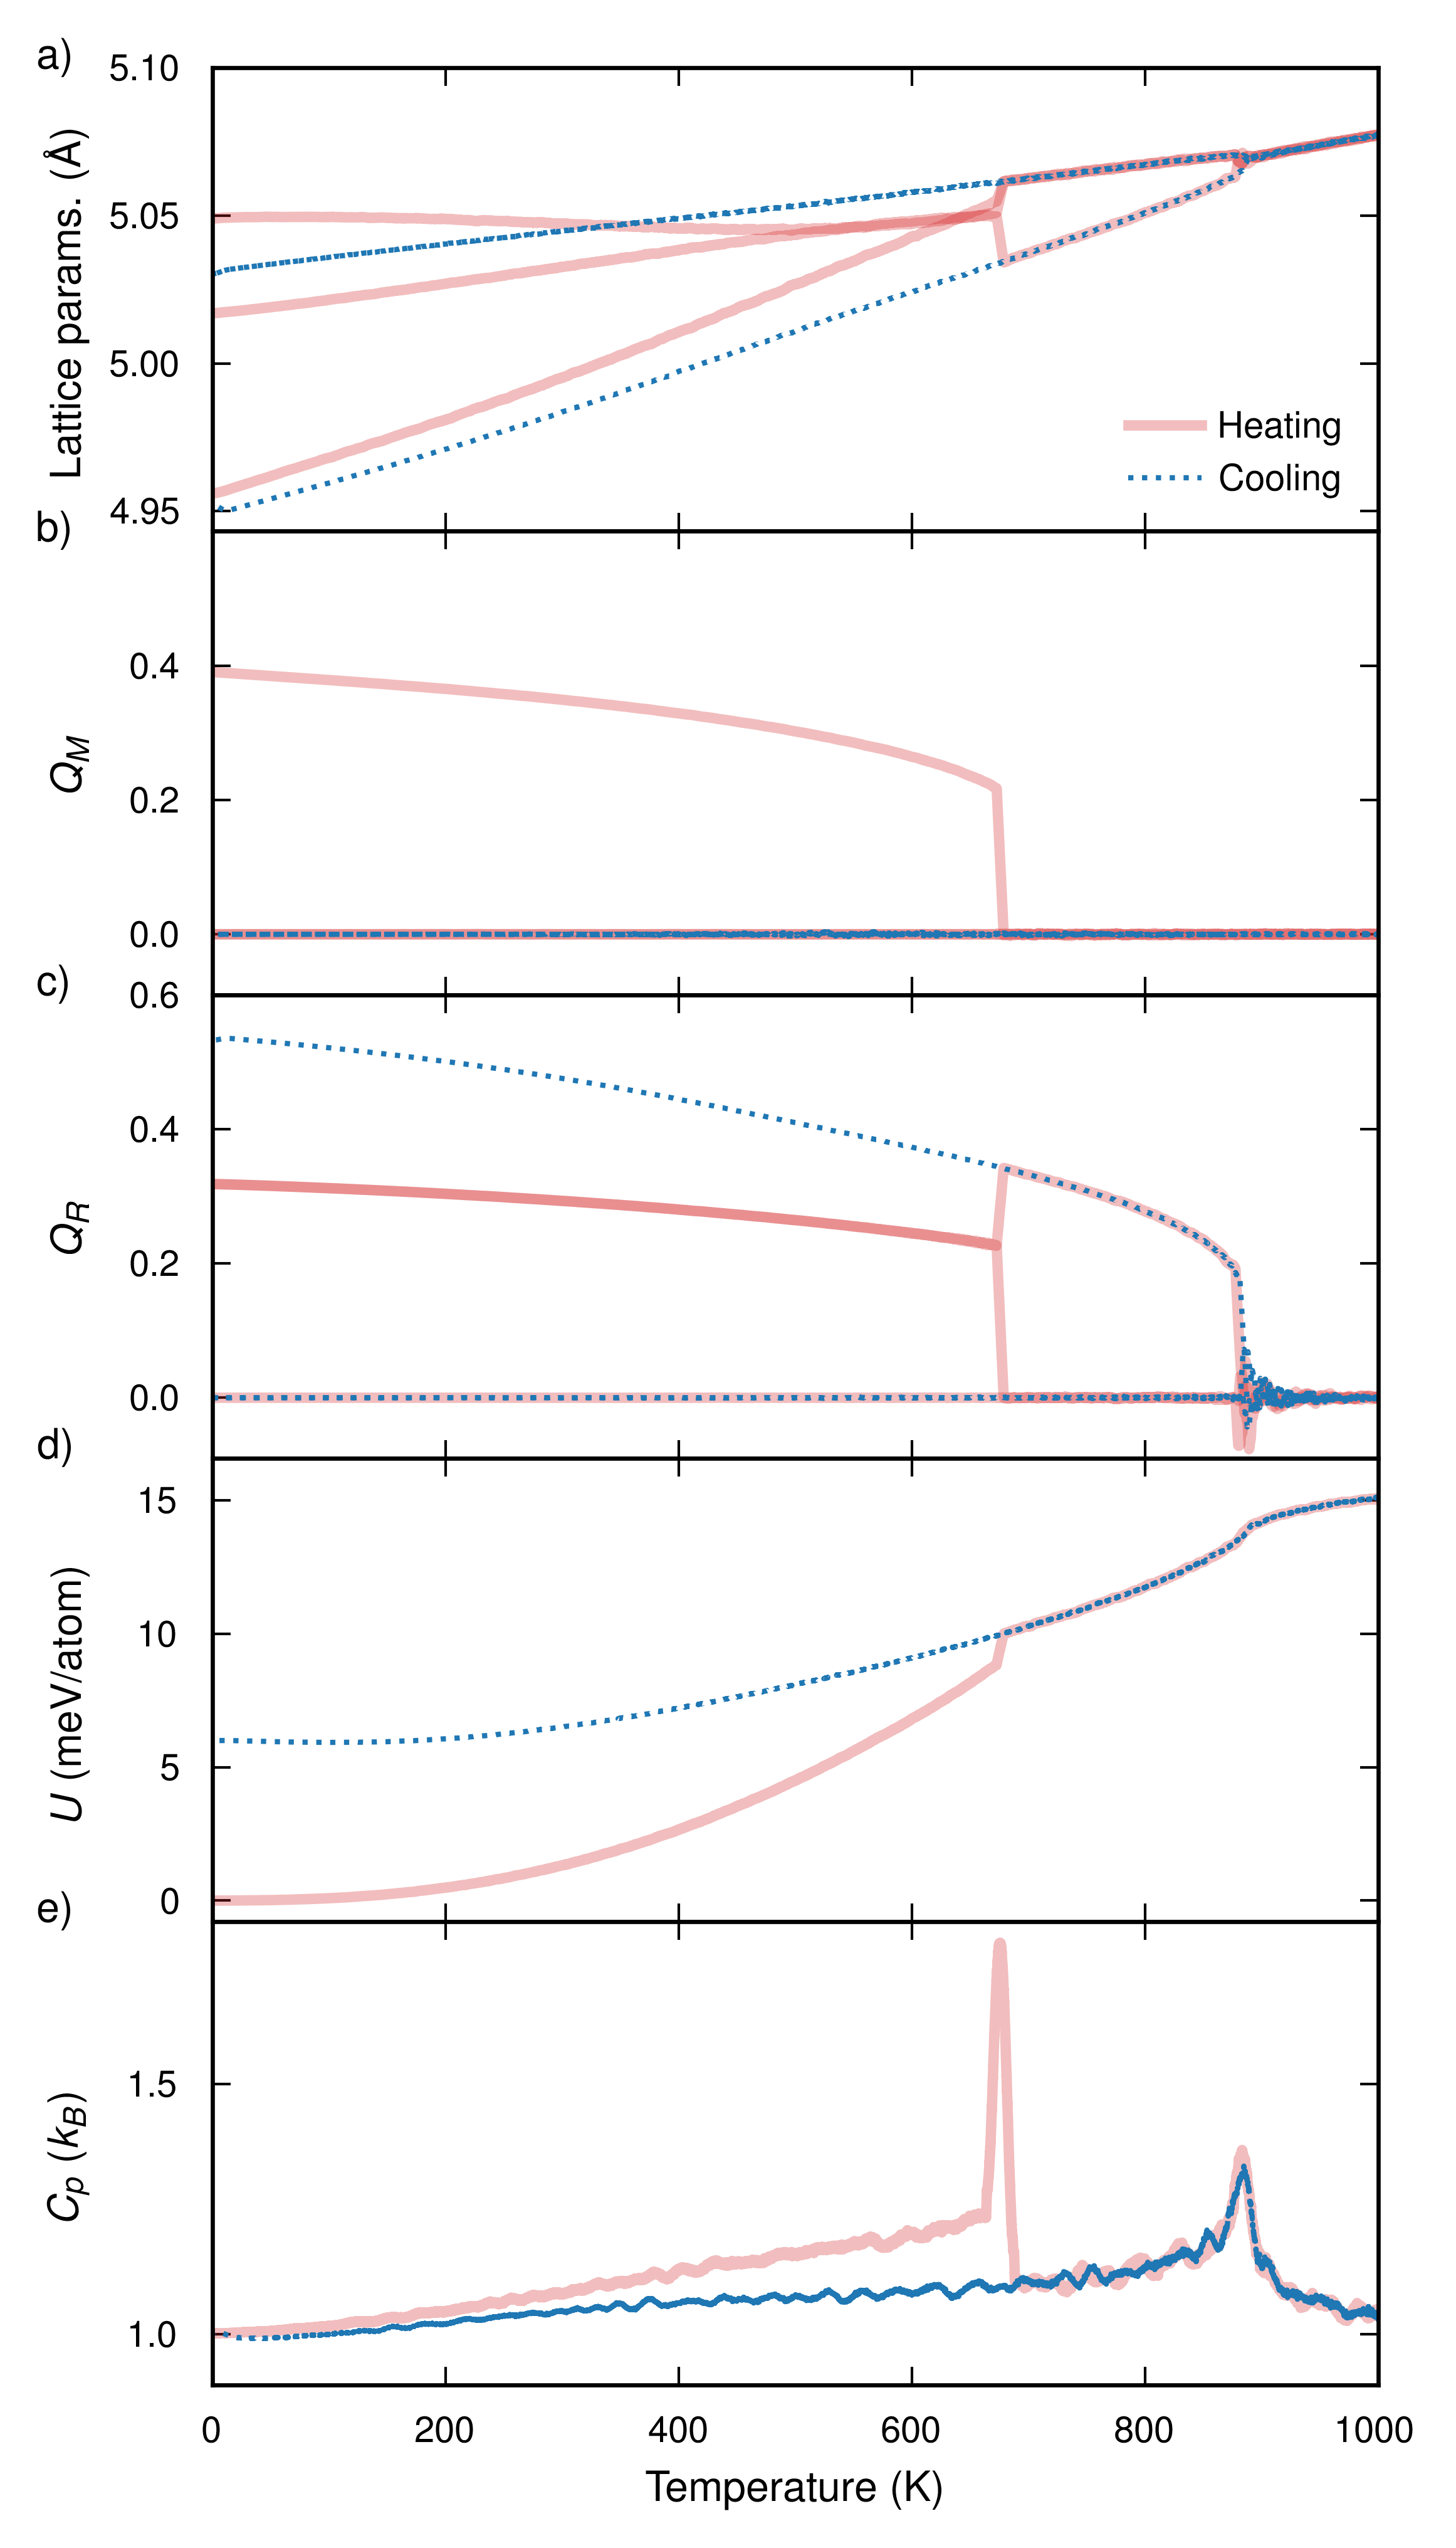 a)
5.10
5.05
5.00
4.95
Lattice params. (Å)
Heating
Cooling
b)
0.4
0.2
0.0
Q_M
c)
0.6
0.4
0.2
0.0
Q_R
d)
15
10
5
0
U (meV/atom)
e)
1.5
1.0
C_p (k_B)
0 200 400 600 800 1000
Temperature (K)